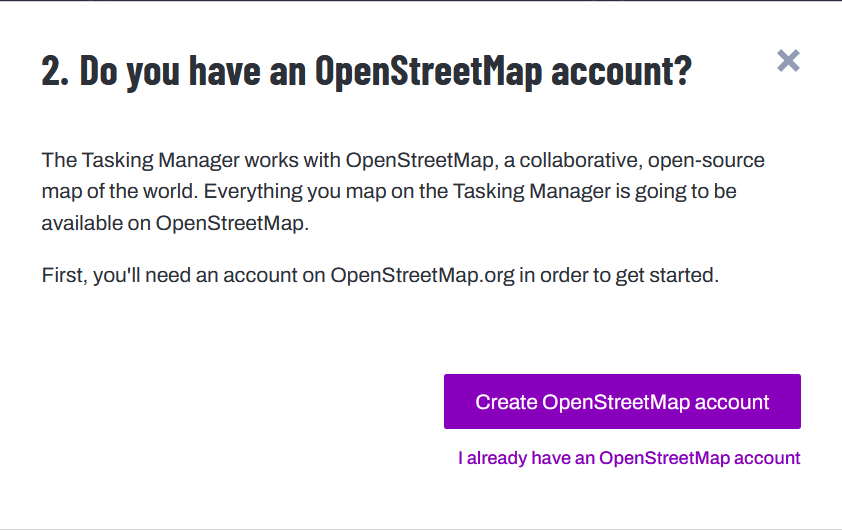 2. Do you have an OpenStreetMap account?
The Tasking Manager works with OpenStreetMap, a collaborative, open-source
map of the world. Everything you map on the Tasking Manager is going to be
available on OpenStreetMap.
First, you'll need an account on OpenStreetMap.org in order to get started.
Create OpenStreetMap account
I already have an OpenStreetMap account